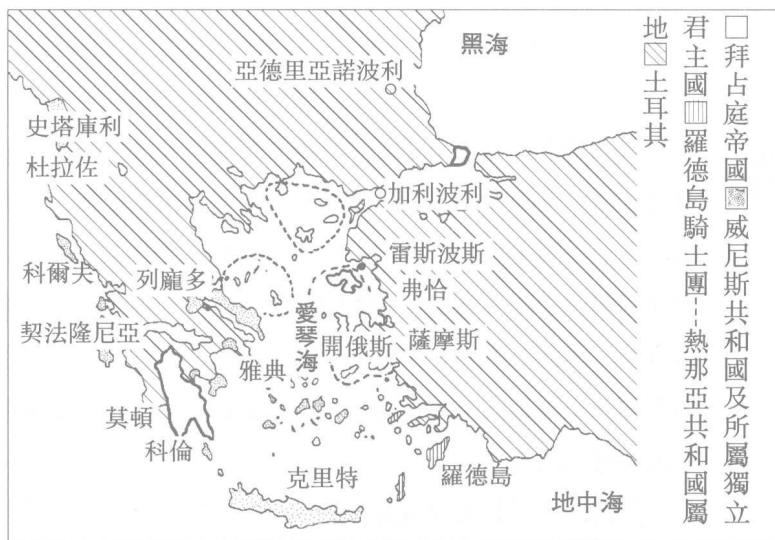 □拜占庭帝國▨威尼斯共和國及所屬獨立
君主國▥羅德島騎士團---熱那亞共和國屬
地▧土耳其
黑海
亞德里亞諾波利
史塔庫利
杜拉佐
加利波利
雷斯波斯
科爾夫
列龐多
弗恰
愛琴海
契法隆尼亞
開俄斯
薩摩斯
雅典
莫頓
科倫
克里特
羅德島
地中海